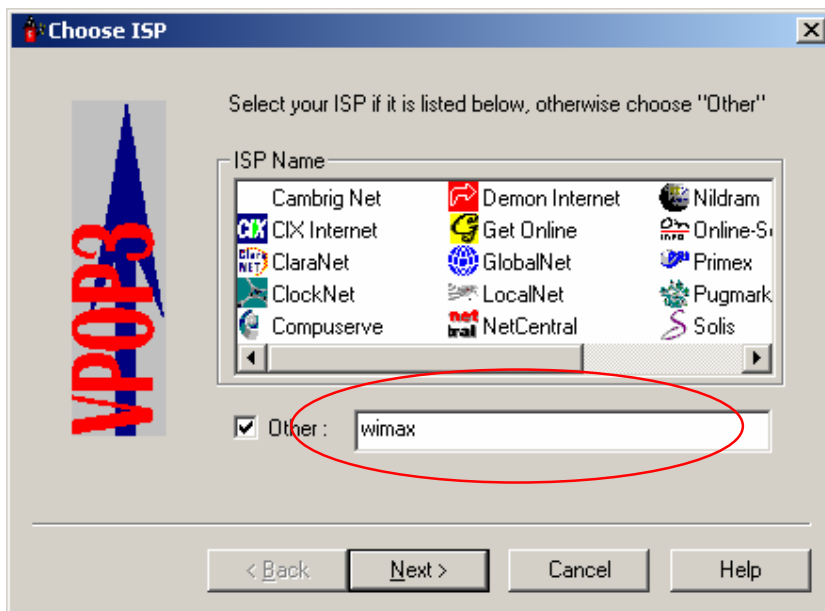 Choose ISP
Select your ISP if it is listed below, otherwise choose "Other"
ISP Name
Cambrig Net
CIX Internet
ClaraNet
ClockNet
Compuserve
Demon Internet
Get Online
GlobalNet
LocalNet
NetCentral
Nildram
Online-S
Primex
Pugmark
Solis
VPOP3
Other :
wimax
< Back
Next >
Cancel
Help